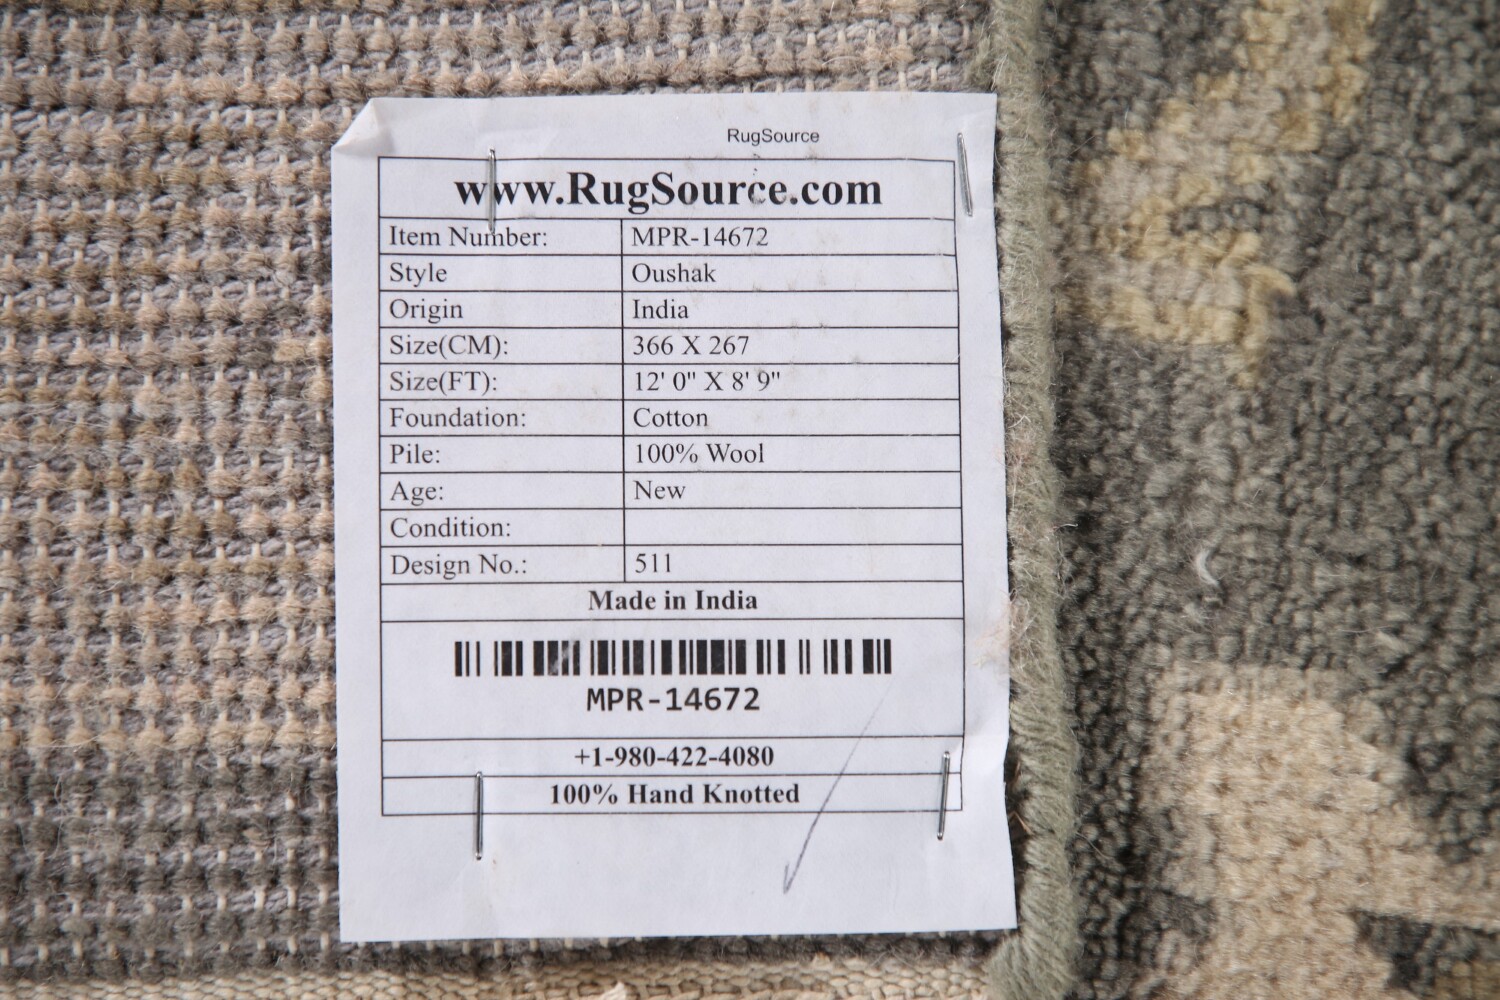 RugSource
www.RugSource.com
Item Number: MPR-14672
Style Oushak
Origin India
Size(CM): 366 X 267
Size(FT): 12' 0" X 8' 9"
Foundation: Cotton
Pile: 100% Wool
Age: New
Condition:
Design No.: 511
Made in India
MPR-14672
+1-980-422-4080
100% Hand Knotted